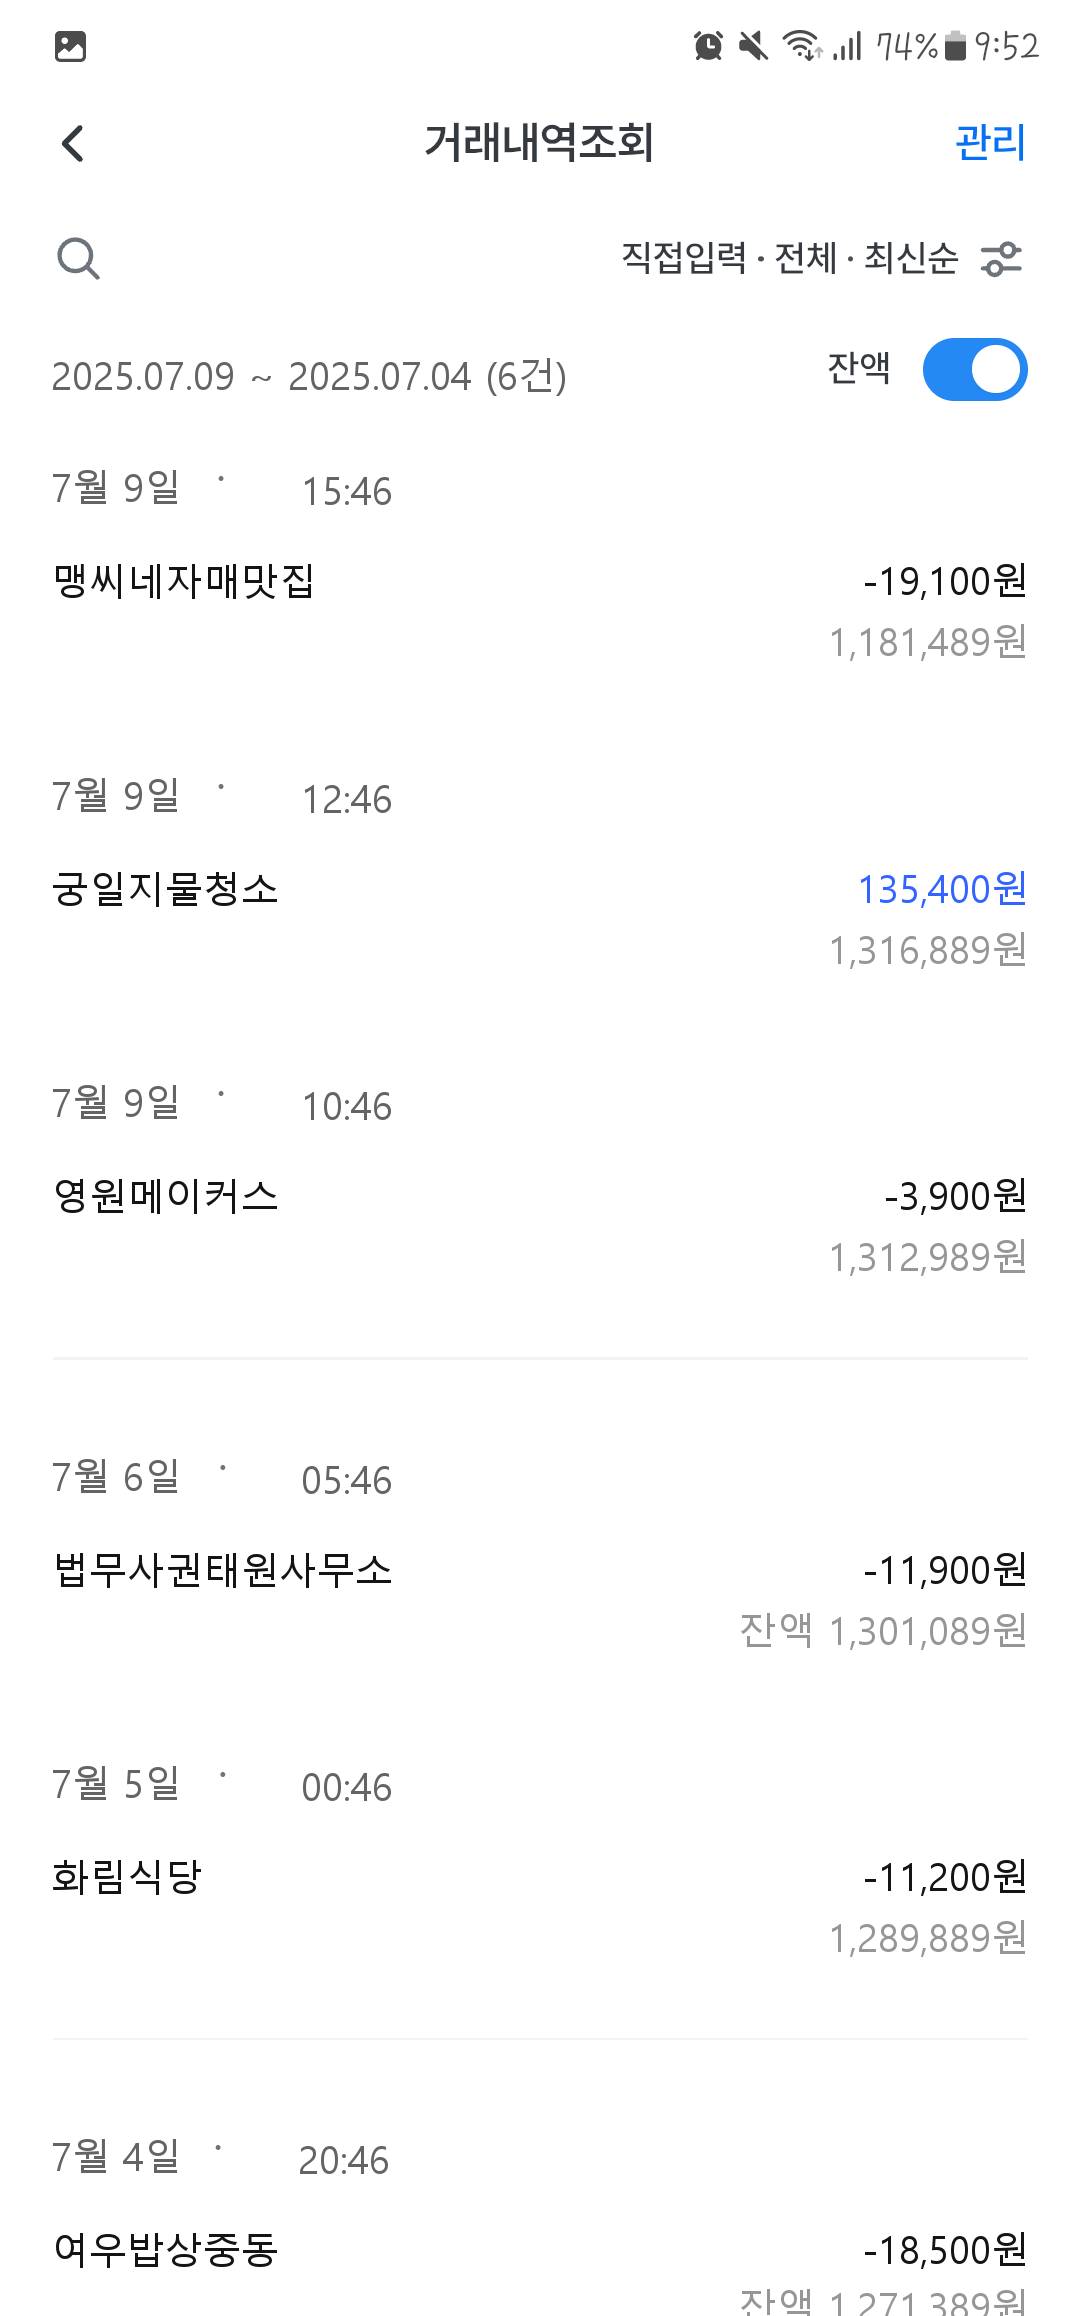 74% 9:52
거래내역조회 관리
직접입력 · 전체 · 최신순
2025.07.09 ~ 2025.07.04 (6건) 잔액
7월 9일 · 15:46
맹씨네자매맛집 -19,100원
1,181,489원
7월 9일 · 12:46
궁일지물청소 135,400원
1,316,889원
7월 9일 · 10:46
영원메이커스 -3,900원
1,312,989원
7월 6일 · 05:46
법무사권태원사무소 -11,900원
잔액 1,301,089원
7월 5일 · 00:46
화림식당 -11,200원
1,289,889원
7월 4일 · 20:46
여우밥상중동 -18,500원
잔액 1,271,389원